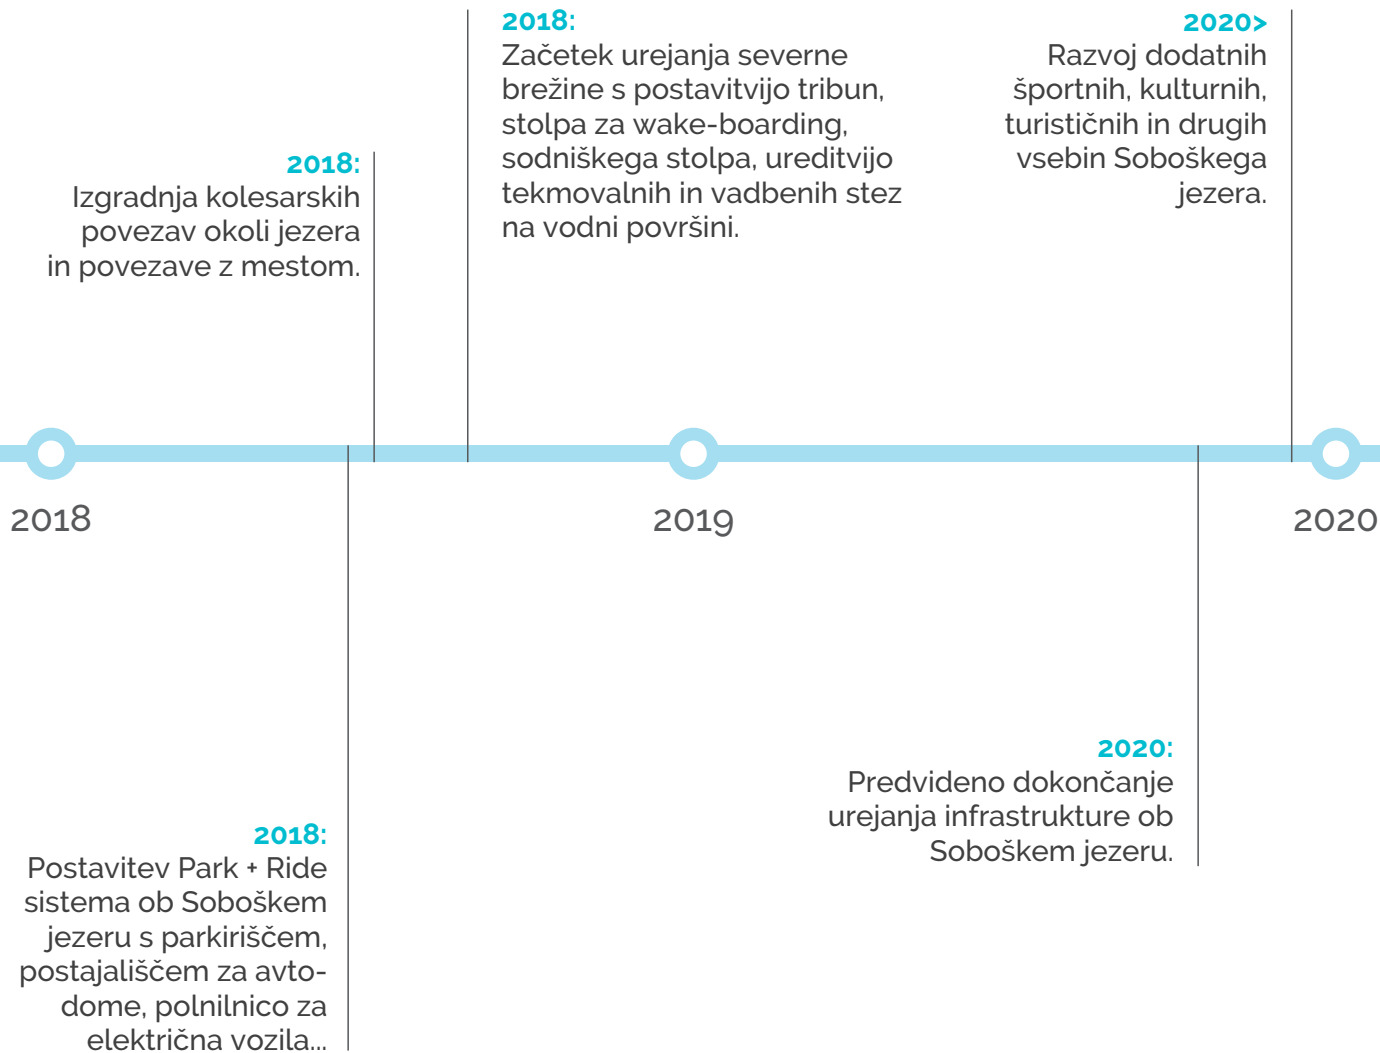 2018:
Izgradnja kolesarskih
povezav okoli jezera
in povezave z mestom.
2018:
Začetek urejanja severne
brežine s postavitvijo tribun,
stolpa za wake-boarding,
sodniškega stolpa, ureditvijo
tekmovalnih in vadbenih stez
na vodni površini.
2020>
Razvoj dodatnih
športnih, kulturnih,
turističnih in drugih
vsebin Soboškega
jezera.
2018
2019
2020
2018:
Postavitev Park + Ride
sistema ob Soboškem
jezeru s parkiriščem,
postajališčem za avto-
dome, polnilnico za
električna vozila...
2020:
Predvideno dokončanje
urejanja infrastrukture ob
Soboškem jezeru.